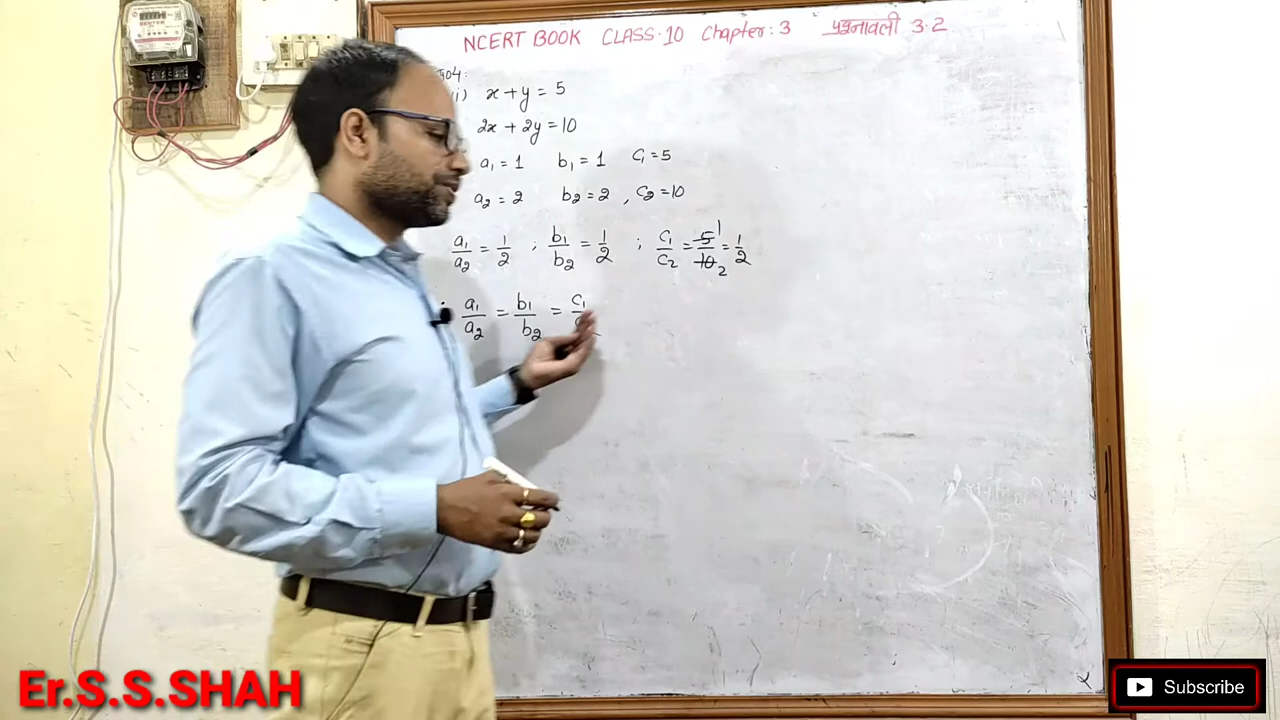 NCERT BOOK CLASS:10 Chapter:3 प्रश्नावली 3.2
x + y = 5
2x + 2y = 10
a₁ = 1 b₁ = 1 C₁ = 5
a₂ = 2 b₂ = 2 , C₂ = 10
a₁/a₂ = 1/2 ; b₁/b₂ = 1/2 ; C₁/C₂ = 5/10 1/2 = 1/2
a₁/a₂ = b₁/b₂ = C₁
Er.S.S.SHAH
Subscribe